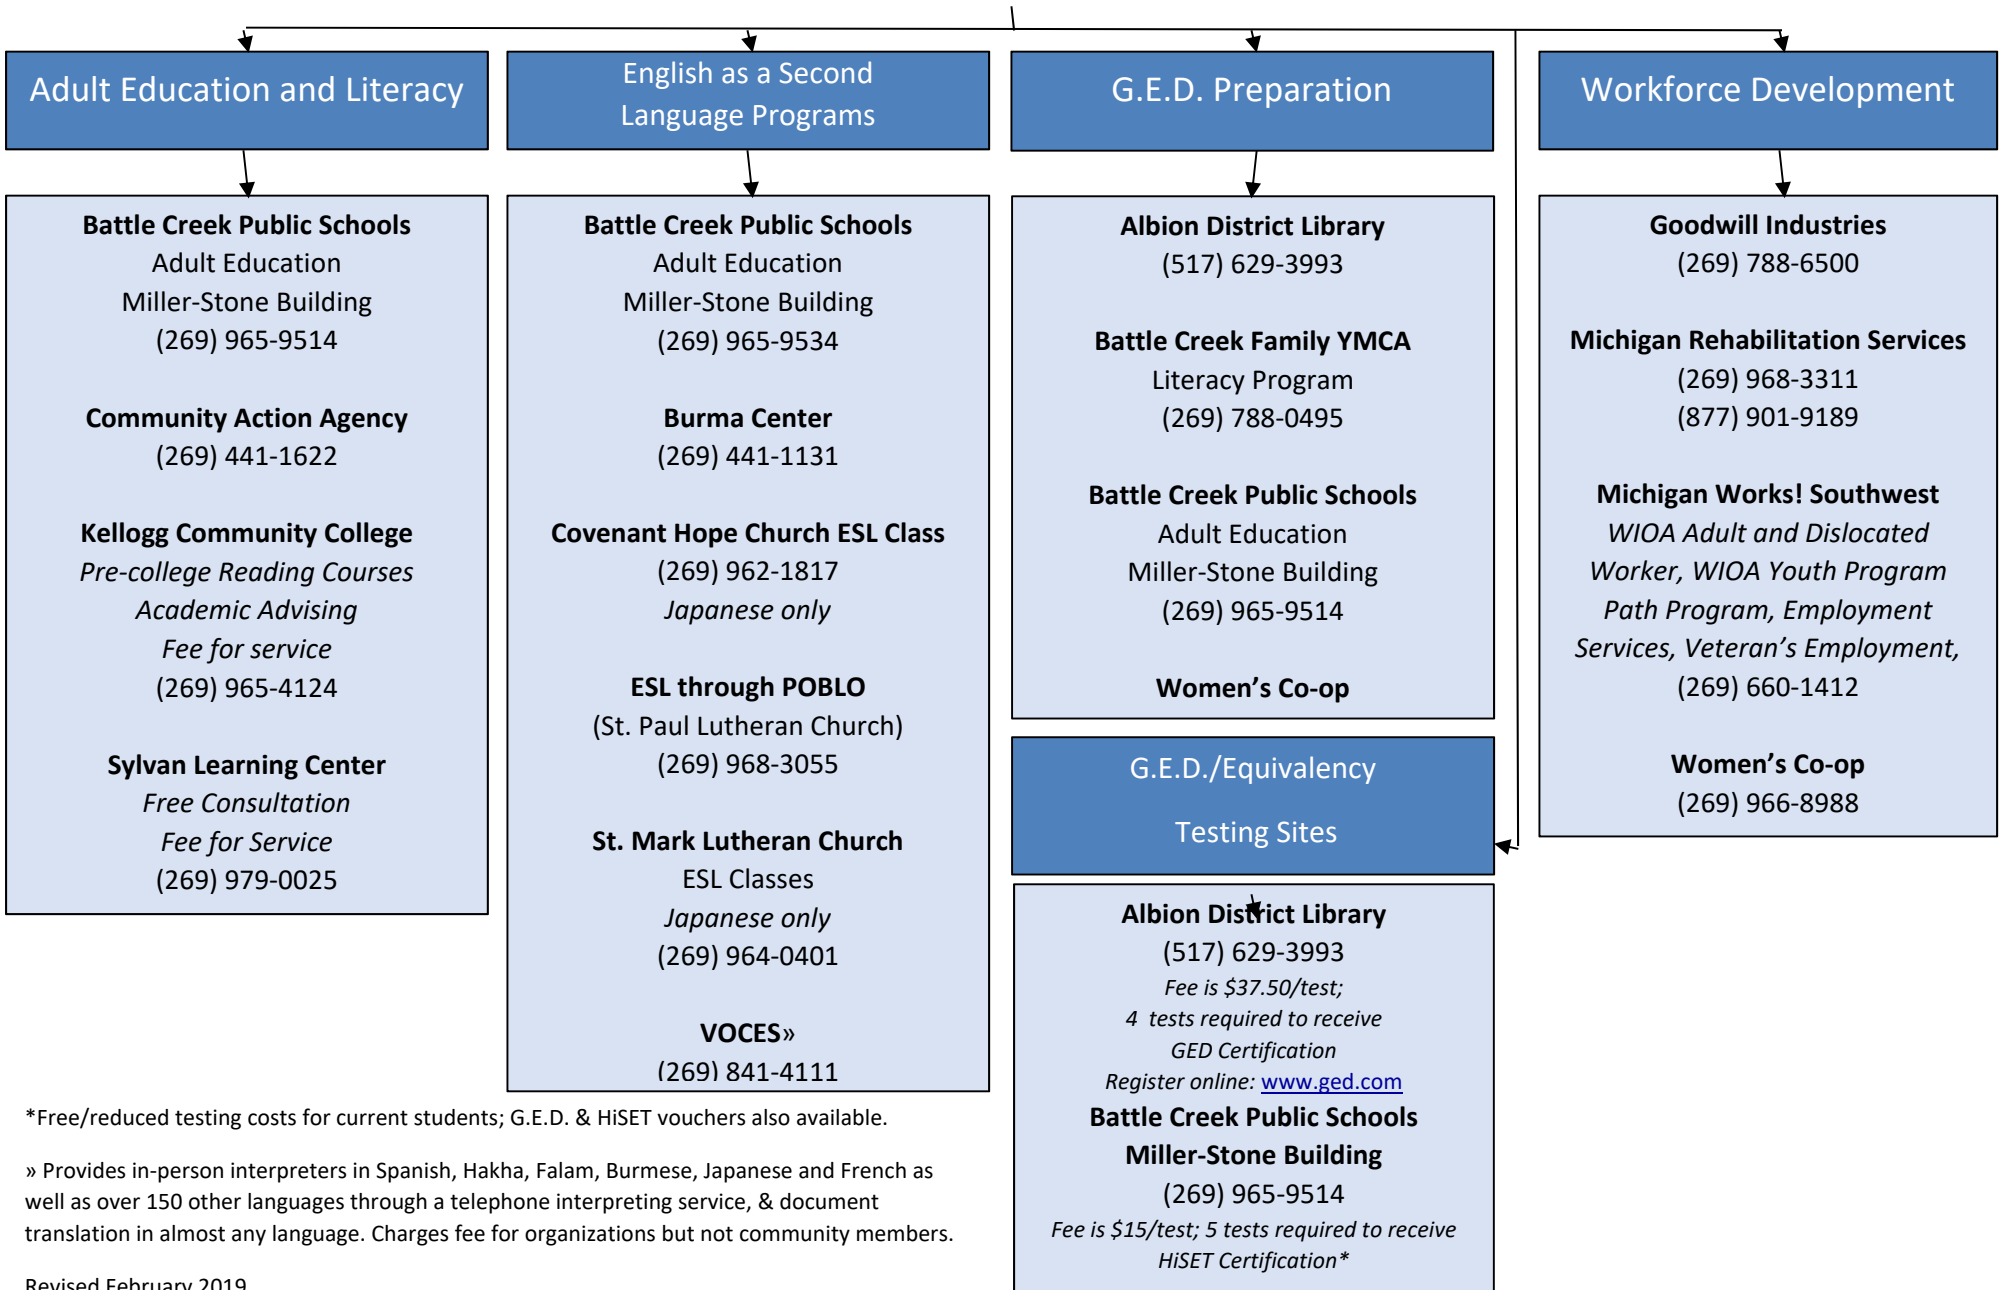 Adult Education and Literacy
Battle Creek Public Schools
Adult Education
Miller-Stone Building
(269) 965-9514
Community Action Agency
(269) 441-1622
Kellogg Community College
Pre-college Reading Courses
Academic Advising
Fee for service
(269) 965-4124
Sylvan Learning Center
Free Consultation
Fee for Service
(269) 979-0025
English as a Second
Language Programs
Battle Creek Public Schools
Adult Education
Miller-Stone Building
(269) 965-9534
Burma Center
(269) 441-1131
Covenant Hope Church ESL Class
(269) 962-1817
Japanese only
ESL through POBLO
(St. Paul Lutheran Church)
(269) 968-3055
St. Mark Lutheran Church
ESL Classes
Japanese only
(269) 964-0401
VOCES»
(269) 841-4111
G.E.D. Preparation
Albion District Library
(517) 629-3993
Battle Creek Family YMCA
Literacy Program
(269) 788-0495
Battle Creek Public Schools
Adult Education
Miller-Stone Building
(269) 965-9514
Women’s Co-op
G.E.D./Equivalency
Testing Sites
Albion District Library
(517) 629-3993
Fee is $37.50/test;
4 tests required to receive
GED Certification
Register online: www.ged.com
Battle Creek Public Schools
Miller-Stone Building
(269) 965-9514
Fee is $15/test; 5 tests required to receive
HiSET Certification*
Workforce Development
Goodwill Industries
(269) 788-6500
Michigan Rehabilitation Services
(269) 968-3311
(877) 901-9189
Michigan Works! Southwest
WIOA Adult and Dislocated
Worker, WIOA Youth Program
Path Program, Employment
Services, Veteran’s Employment,
(269) 660-1412
Women’s Co-op
(269) 966-8988
*Free/reduced testing costs for current students; G.E.D. & HiSET vouchers also available.
» Provides in-person interpreters in Spanish, Hakha, Falam, Burmese, Japanese and French as
well as over 150 other languages through a telephone interpreting service, & document
translation in almost any language. Charges fee for organizations but not community members.
Revised February 2019